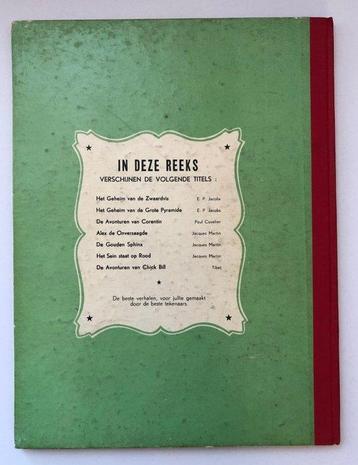 IN DEZE REEKS
VERSCHIJNEN DE VOLGENDE TITELS :
Het Geheim van de Zwaardvis E. P. Jacobs
Het Geheim van de Grote Pyramide E. P. Jacobs
De Avonturen van Corentin Paul Cuvelier
Alex de Onversaagde Jacques Martin
De Gouden Sphinx Jacques Martin
Het Sein staat op Rood Jacques Martin
De Avonturen van Chick Bill Tibet
De beste verhalen, voor jullie gemaakt
door de beste tekenaars